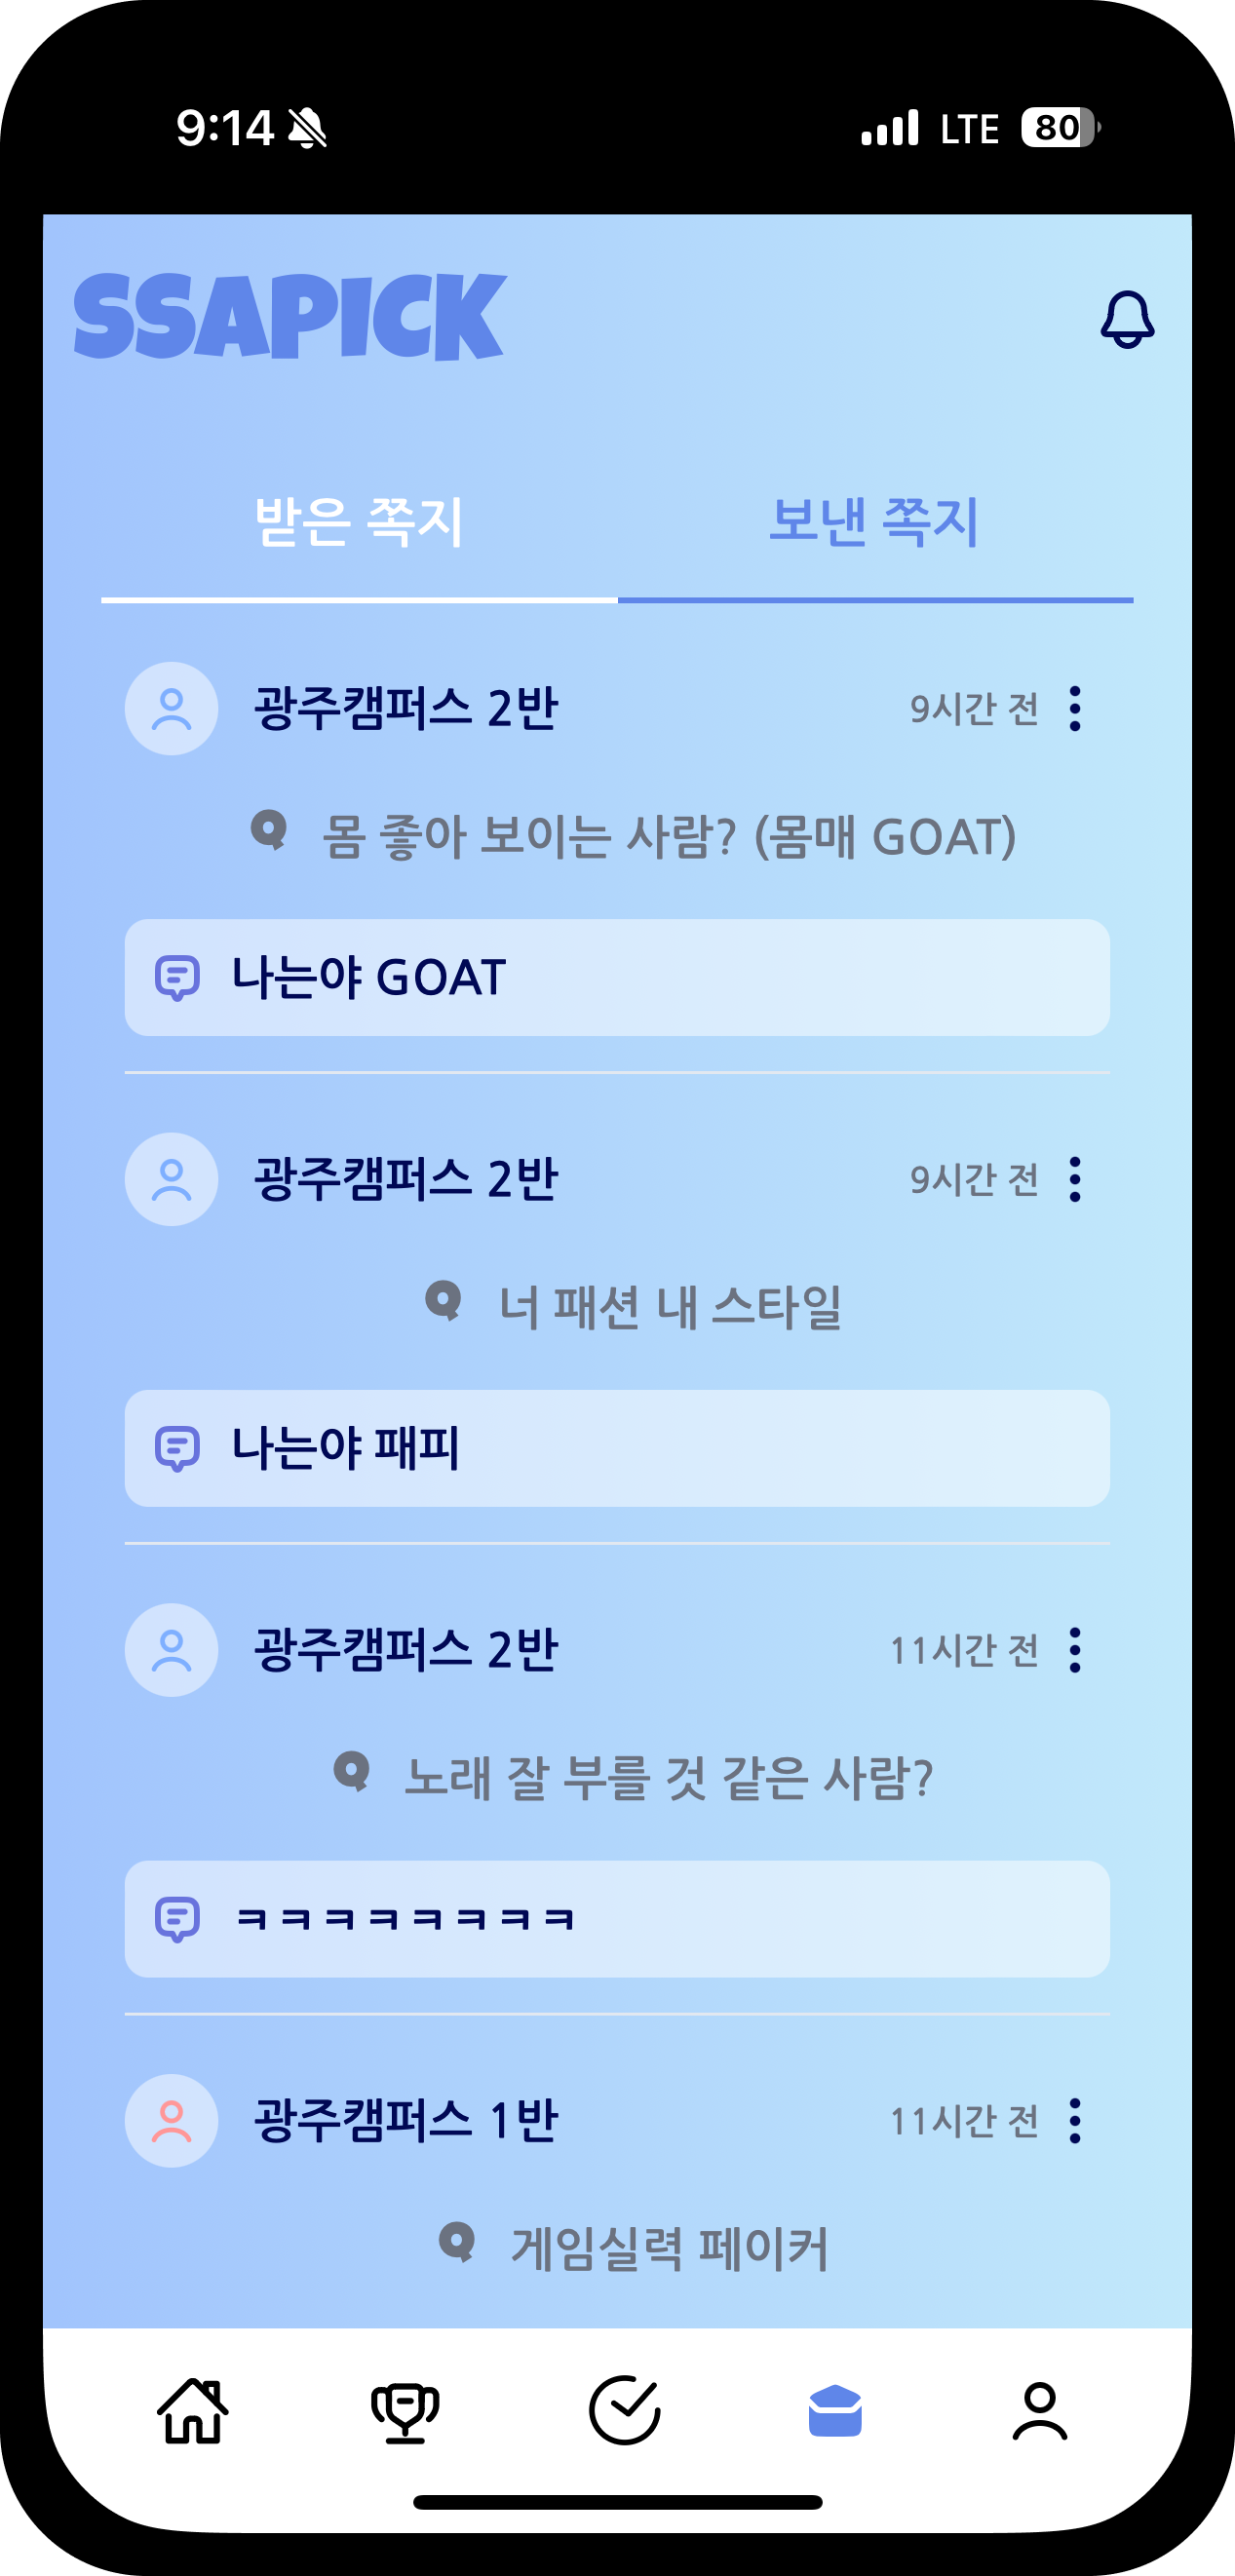 9:14
LTE 80
SSAPICK
받은 쪽지 보낸 쪽지
광주캠퍼스 2반 9시간 전
Q 몸 좋아 보이는 사람? (몸매 GOAT)
나는야 GOAT
광주캠퍼스 2반 9시간 전
Q 너 패션 내 스타일
나는야 패피
광주캠퍼스 2반 11시간 전
Q 노래 잘 부를 것 같은 사람?
ㅋㅋㅋㅋㅋㅋㅋㅋ
광주캠퍼스 1반 11시간 전
Q 게임실력 페이커